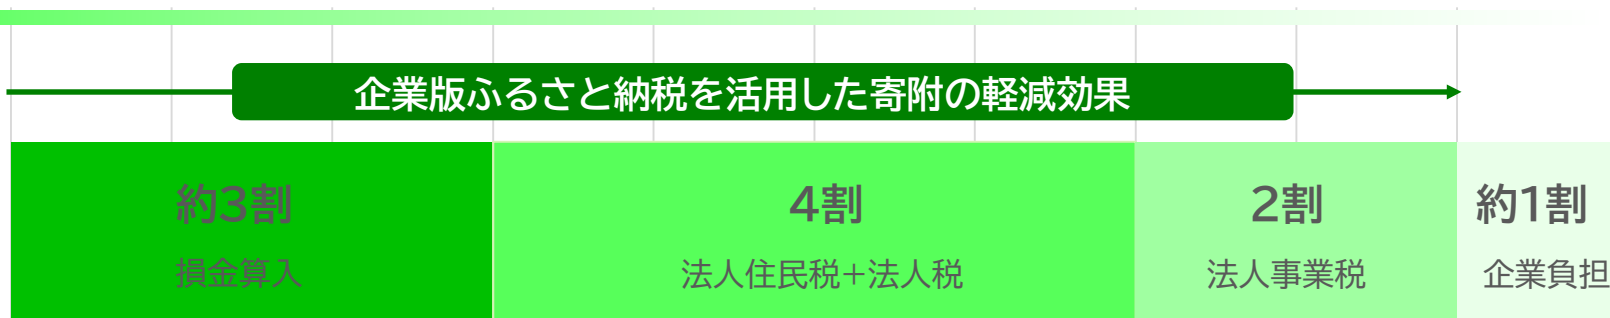 企業版ふるさと納税を活用した寄附の軽減効果
約3割
4割
2割
約1割
損金算入
法人住民税+法人税
法人事業税
企業負担